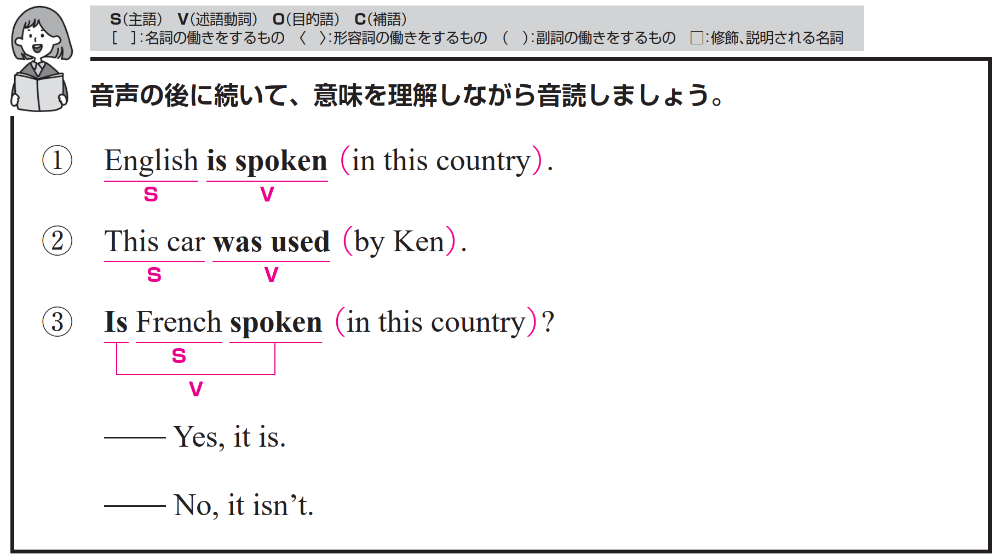 S（主語） V（述語動詞） O（目的語） C（補語）
［　］：名詞の働きをするもの 〈　〉：形容詞の働きをするもの （　）：副詞の働きをするもの □：修飾、説明される名詞
音声の後に続いて、意味を理解しながら音読しましょう。
① English is spoken (in this country).
S V
② This car was used (by Ken).
S V
③ Is French spoken (in this country)?
S
V
—— Yes, it is.
—— No, it isn’t.